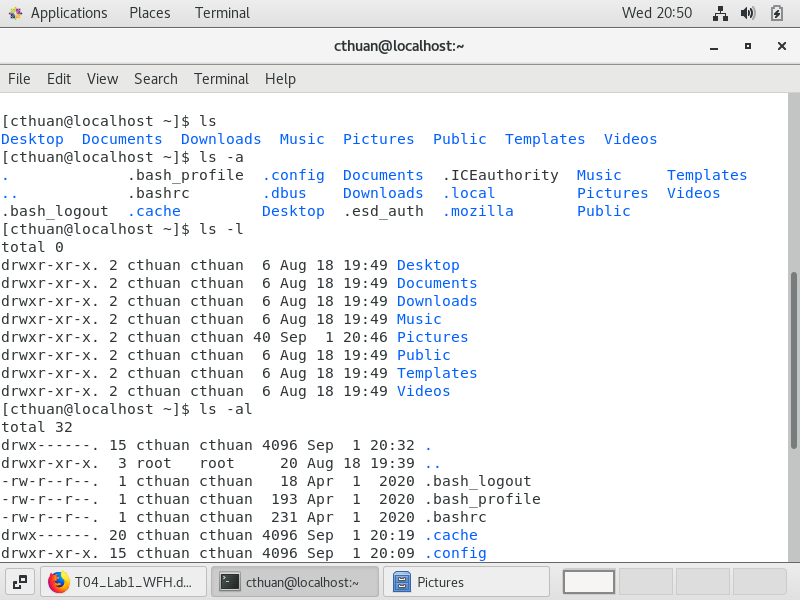 Applications Places Terminal Wed 20:50
cthuan@localhost:~
File Edit View Search Terminal Help
[cthuan@localhost ~]$ ls
Desktop Documents Downloads Music Pictures Public Templates Videos
[cthuan@localhost ~]$ ls -a
. .bash_profile .config Documents .ICEauthority Music Templates
.. .bashrc .dbus Downloads .local Pictures Videos
.bash_logout .cache Desktop .esd_auth .mozilla Public
[cthuan@localhost ~]$ ls -l
total 0
drwxr-xr-x. 2 cthuan cthuan 6 Aug 18 19:49 Desktop
drwxr-xr-x. 2 cthuan cthuan 6 Aug 18 19:49 Documents
drwxr-xr-x. 2 cthuan cthuan 6 Aug 18 19:49 Downloads
drwxr-xr-x. 2 cthuan cthuan 6 Aug 18 19:49 Music
drwxr-xr-x. 2 cthuan cthuan 40 Sep 1 20:46 Pictures
drwxr-xr-x. 2 cthuan cthuan 6 Aug 18 19:49 Public
drwxr-xr-x. 2 cthuan cthuan 6 Aug 18 19:49 Templates
drwxr-xr-x. 2 cthuan cthuan 6 Aug 18 19:49 Videos
[cthuan@localhost ~]$ ls -al
total 32
drwx------. 15 cthuan cthuan 4096 Sep 1 20:32 .
drwxr-xr-x. 3 root root 20 Aug 18 19:39 ..
-rw-r--r--. 1 cthuan cthuan 18 Apr 1 2020 .bash_logout
-rw-r--r--. 1 cthuan cthuan 193 Apr 1 2020 .bash_profile
-rw-r--r--. 1 cthuan cthuan 231 Apr 1 2020 .bashrc
drwx------. 20 cthuan cthuan 4096 Sep 1 20:19 .cache
drwxr-xr-x. 15 cthuan cthuan 4096 Sep 1 20:09 .config
T04_Lab1_WFH.d... cthuan@localhost:~ Pictures